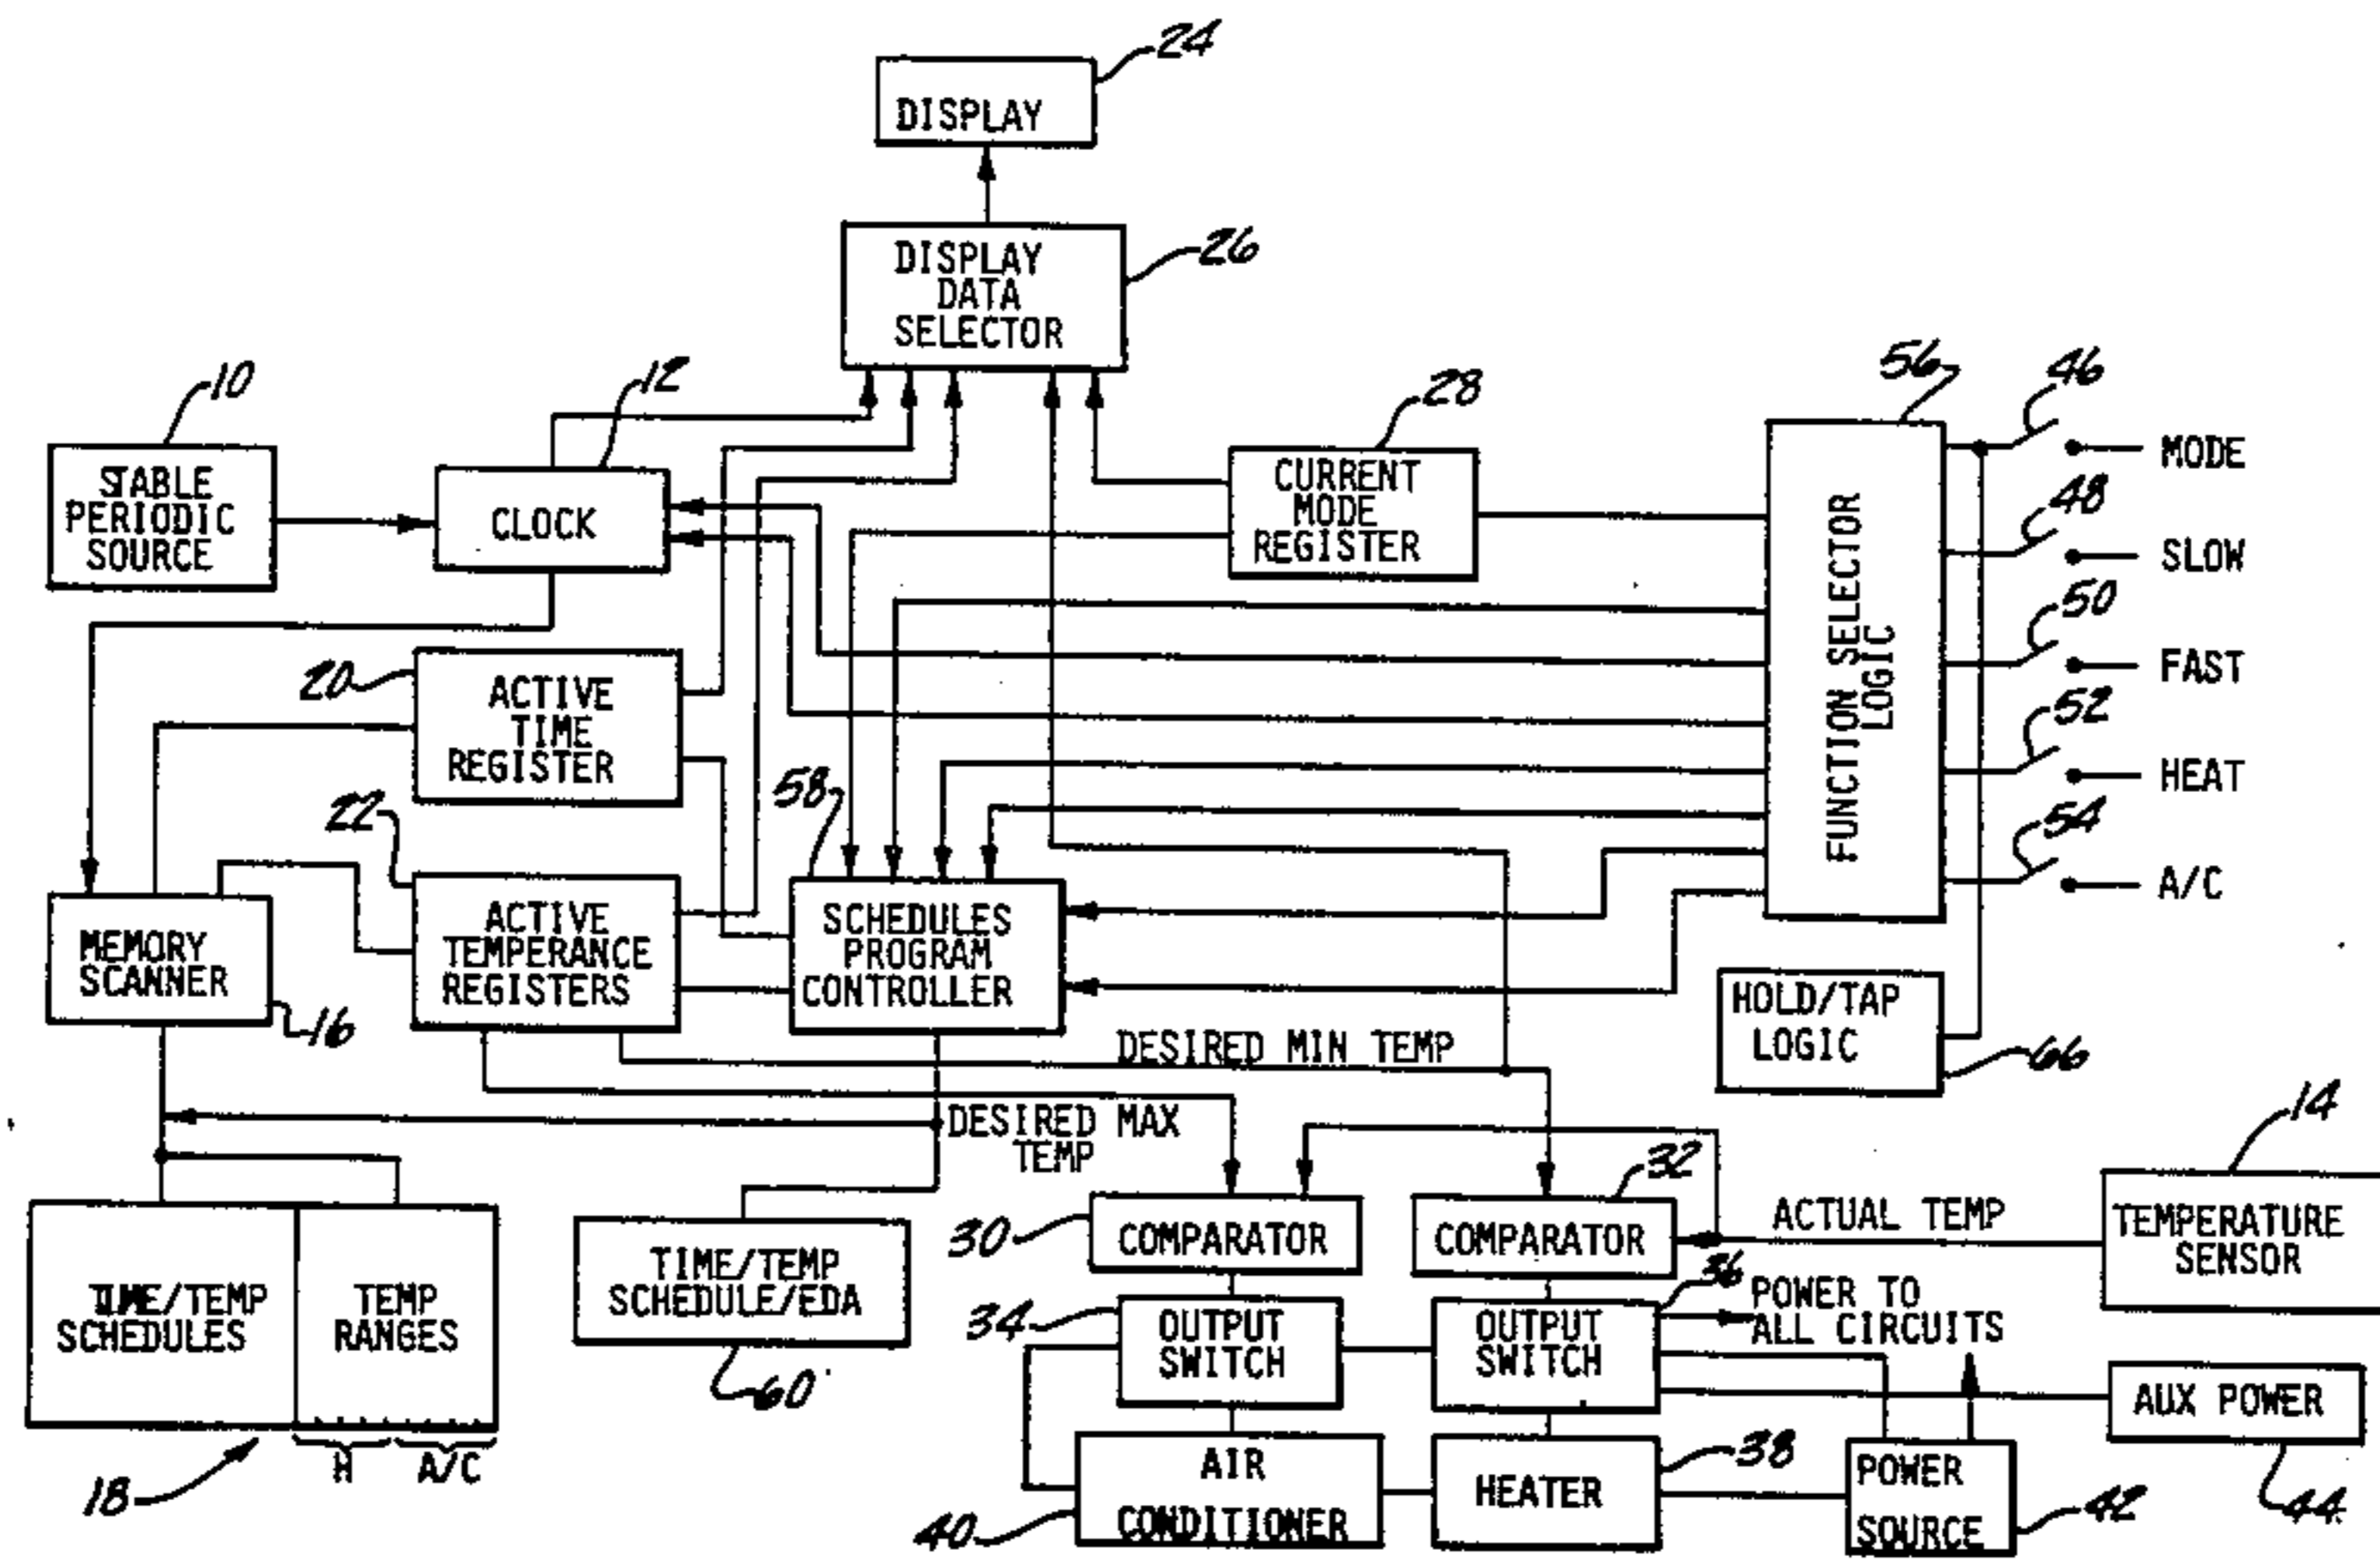 24
DISPLAY
DISPLAY
DATA
SELECTOR
26
10
STABLE
PERIODIC
SOURCE
12
CLOCK
28
CURRENT
MODE
REGISTER
56
FUNCTION SELECTOR
LOGIC
46
MODE
48
SLOW
50
FAST
52
HEAT
54
A/C
20
ACTIVE
TIME
REGISTER
22
ACTIVE
TEMPERANCE
REGISTERS
58
SCHEDULES
PROGRAM
CONTROLLER
MEMORY
SCANNER
16
HOLD/TAP
LOGIC
66
DESIRED MIN TEMP
DESIRED MAX
TEMP
14
TEMPERATURE
SENSOR
ACTUAL TEMP
30
COMPARATOR
32
COMPARATOR
TIME/TEMP
SCHEDULES
TEMP
RANGES
H
A/C
18
TIME/TEMP
SCHEDULE/EDA
60
34
OUTPUT
SWITCH
36
OUTPUT
SWITCH
POWER TO
ALL CIRCUITS
AUX POWER
44
AIR
CONDITIONER
40
HEATER
38
POWER
SOURCE
42